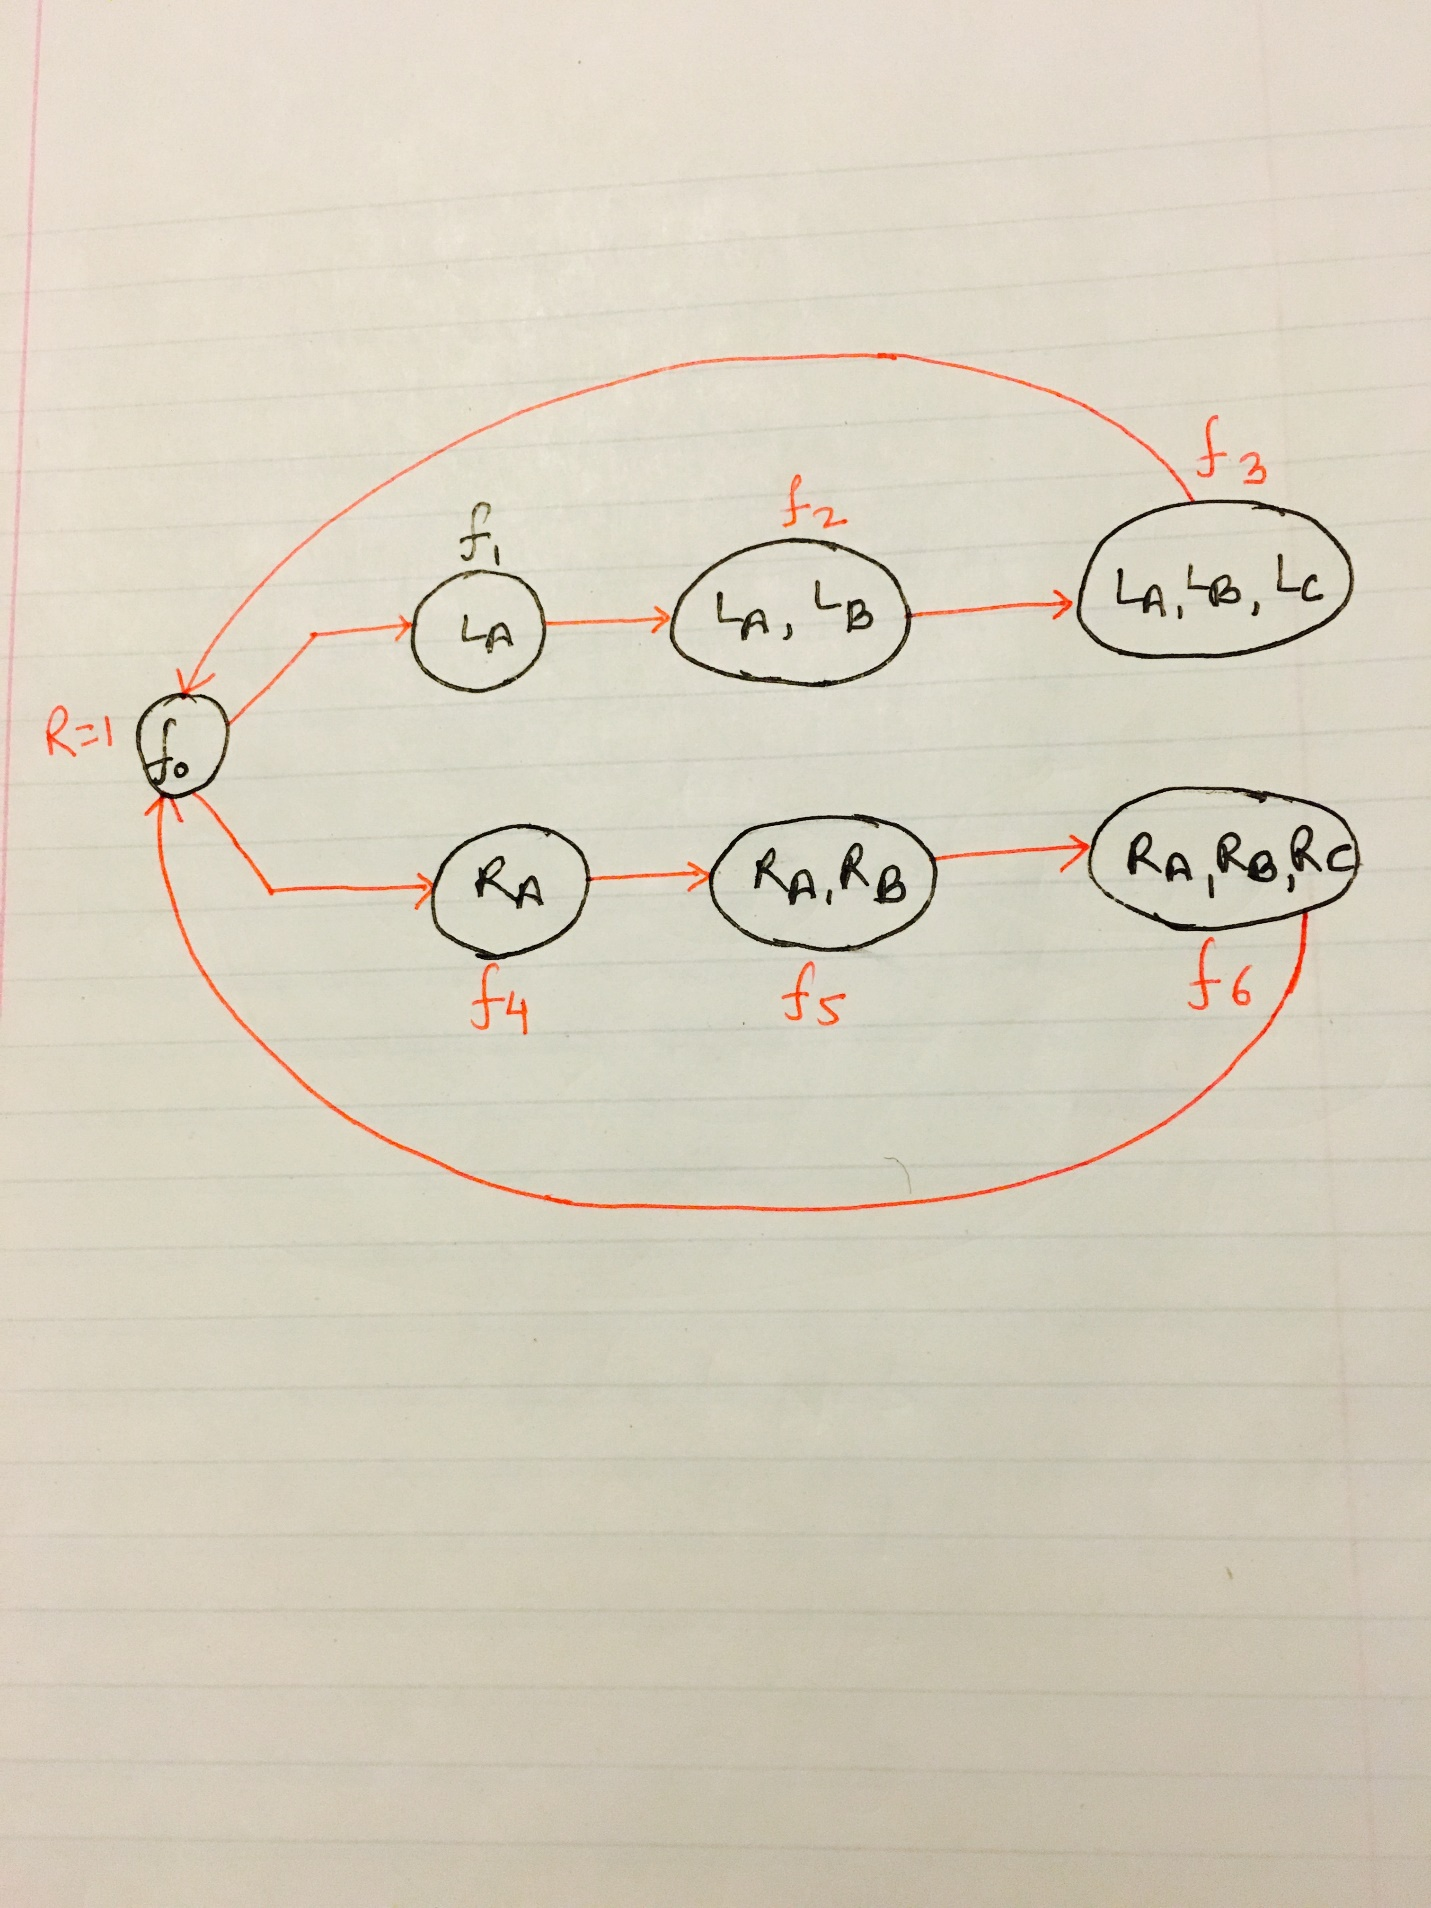 f3
f2
f1
LA, LB, LC
LA, LB
LA
R=1
f0
RA
RA, RB
RA, RB, RC
f4
f5
f6